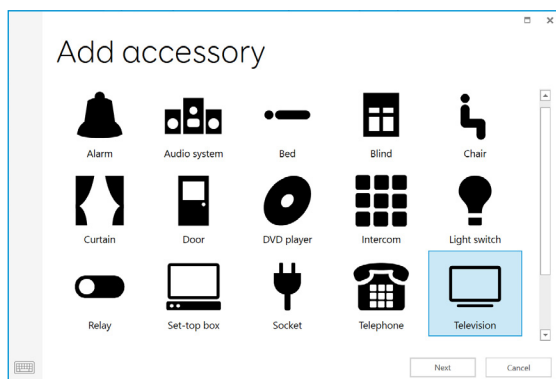 Add accessory
Alarm Audio system Bed Blind Chair
Curtain Door DVD player Intercom Light switch
Relay Set-top box Socket Telephone Television
Next Cancel